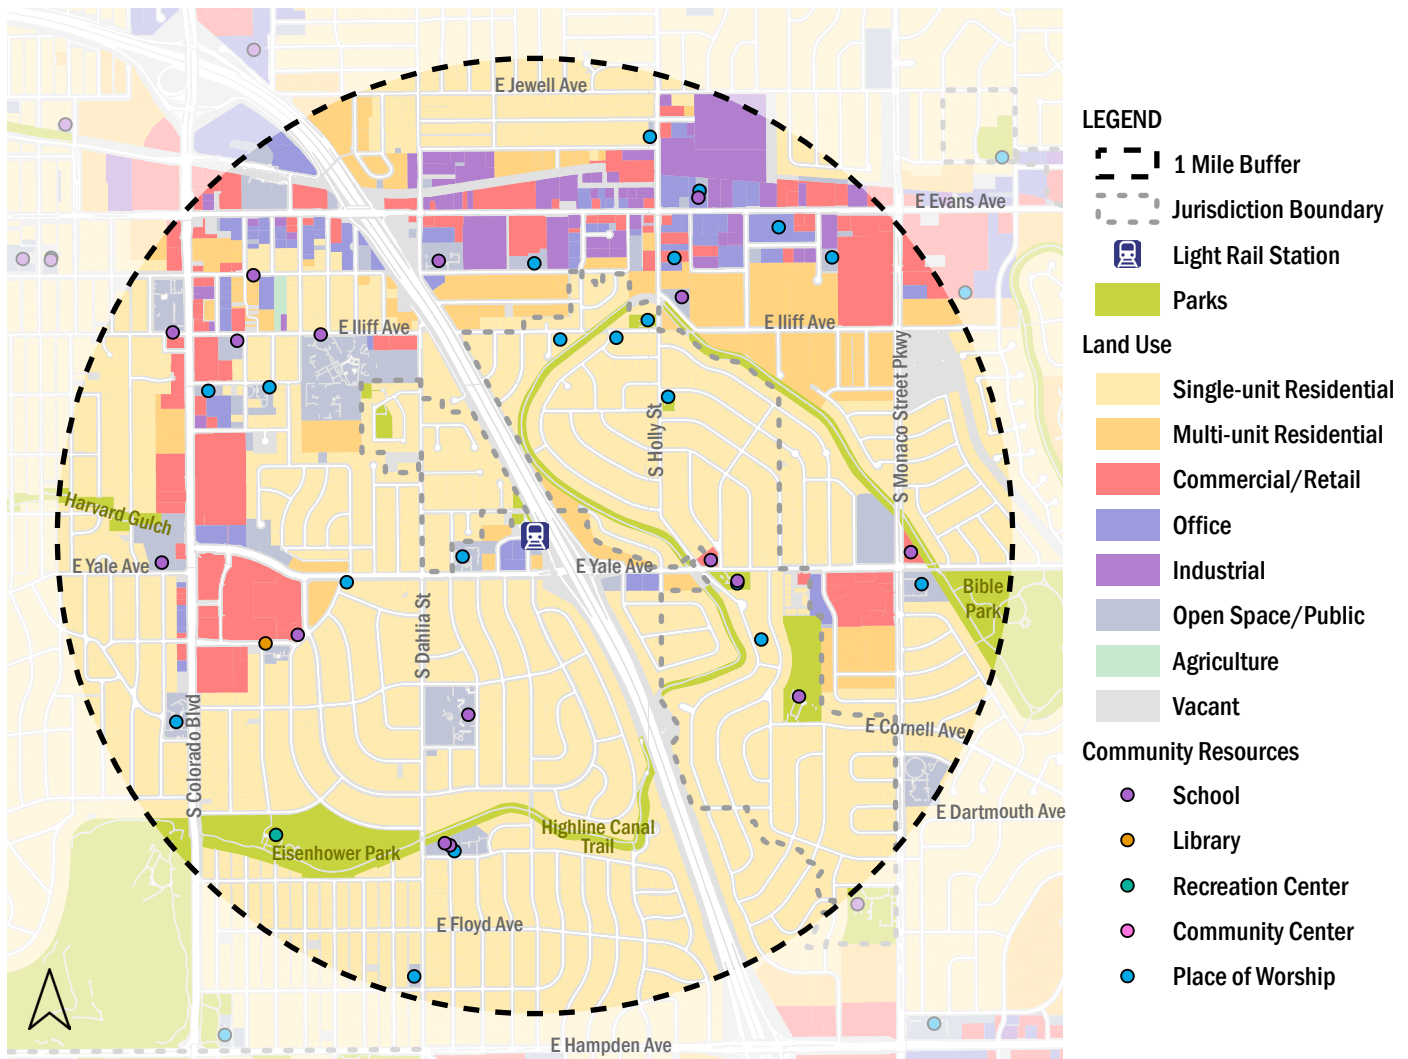 E Jewell Ave
E Evans Ave
E Iliff Ave
E Iliff Ave
S Monaco Street Pkwy
S Holly St
Harvard Gulch
E Yale Ave
E Yale Ave
Bible
Park
S Dahlia St
S Colorado Blvd
E Cornell Ave
E Dartmouth Ave
Highline Canal
Trail
Eisenhower Park
E Floyd Ave
E Hampden Ave
LEGEND
1 Mile Buffer
Jurisdiction Boundary
Light Rail Station
Parks
Land Use
Single-unit Residential
Multi-unit Residential
Commercial/Retail
Office
Industrial
Open Space/Public
Agriculture
Vacant
Community Resources
School
Library
Recreation Center
Community Center
Place of Worship